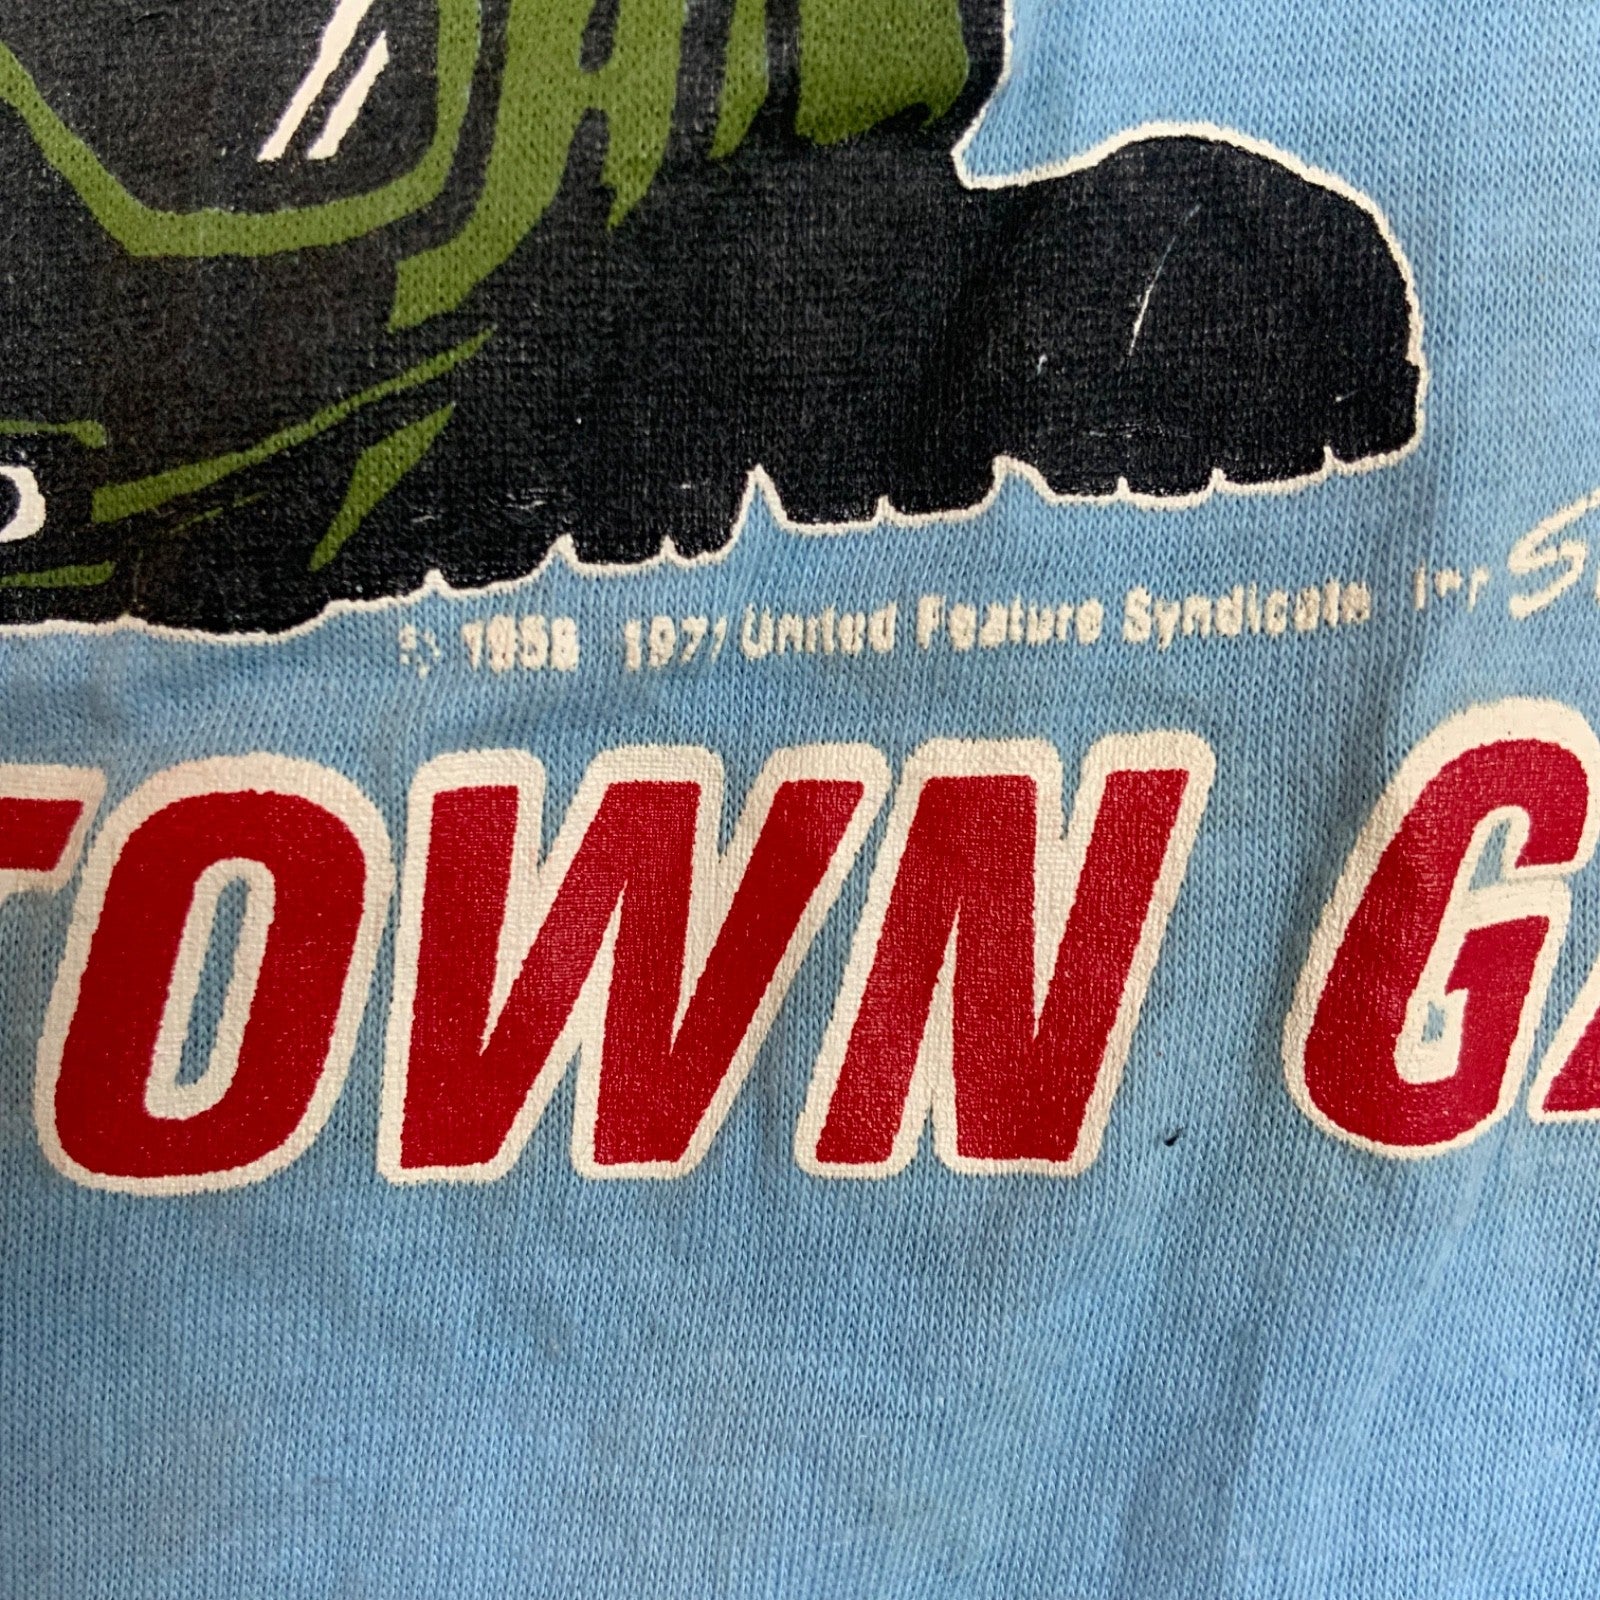 © 1958 1971 United Feature Syndicate Inc
TOWN G